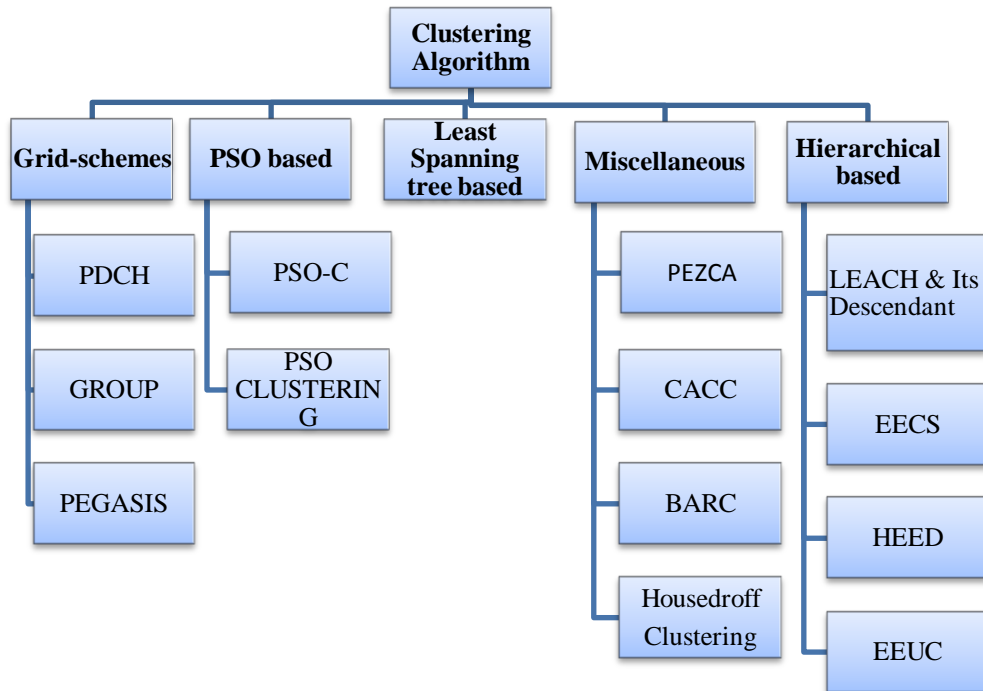 Clustering
Algorithm
Grid-schemes
PSO based
Least
Spanning
tree based
Miscellaneous
Hierarchical
based
PDCH
GROUP
PEGASIS
PSO-C
PSO
CLUSTERIN
G
PEZCA
CACC
BARC
Housedroff
Clustering
LEACH & Its
Descendant
EECS
HEED
EEUC